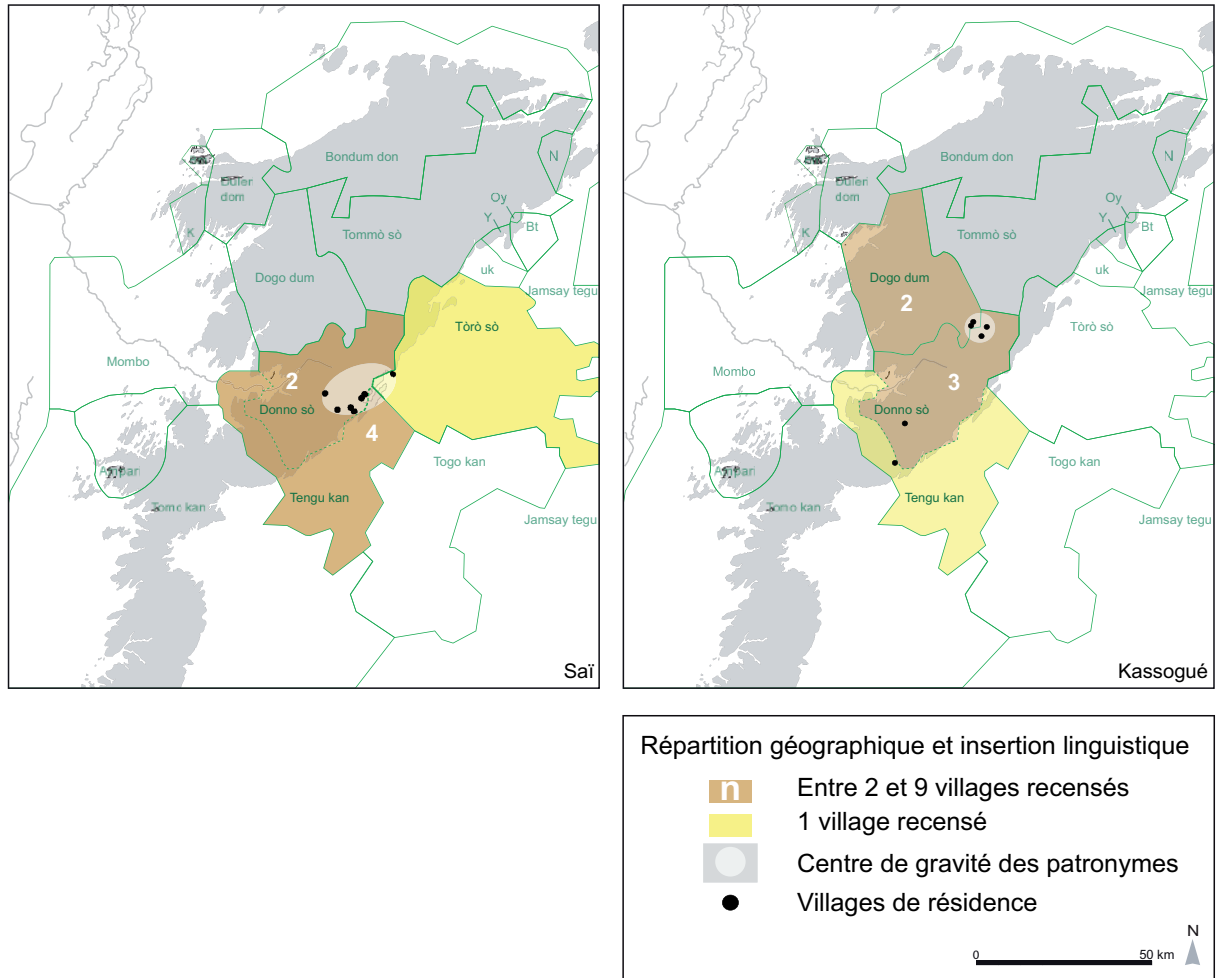 Bondum don
N
Duleri
dom
Oy
Y
Bt
K
Tommò sò
uk
Dogo dum
Jamsay tegu
Tòrò sò
Mombo
2
Donno sò
4
Togo kan
Ampari
Tengu kan
Tomo kan
Jamsay tegu
Saï
Bondum don
N
Duleri
dom
Oy
Y
Bt
K
Tommò sò
uk
Dogo dum
2
Jamsay tegu
Tòrò sò
Mombo
3
Donno sò
Togo kan
Ampari
Tengu kan
Tomo kan
Jamsay tegu
Kassogué
Répartition géographique et insertion linguistique
n Entre 2 et 9 villages recensés
1 village recensé
Centre de gravité des patronymes
Villages de résidence
N
0 50 km